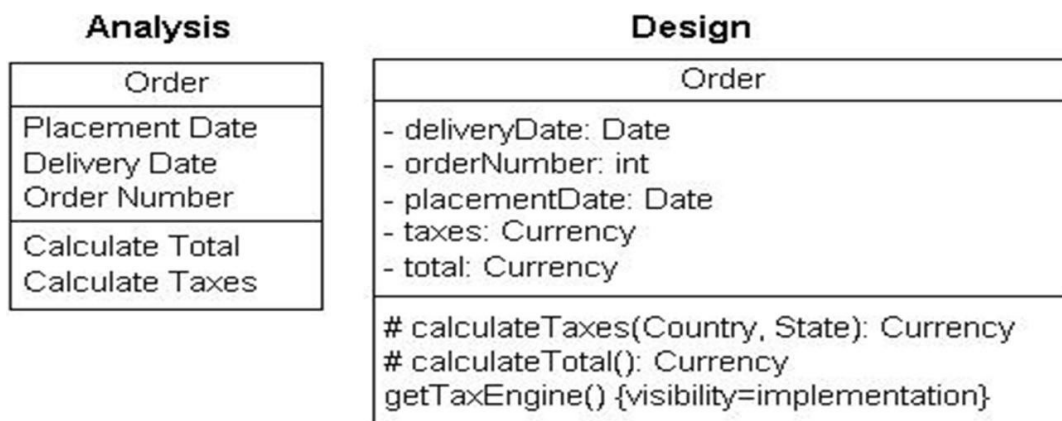 Analysis
Order
Placement Date
Delivery Date
Order Number
Calculate Total
Calculate Taxes
Design
Order
- deliveryDate: Date
- orderNumber: int
- placementDate: Date
- taxes: Currency
- total: Currency
# calculateTaxes(Country, State): Currency
# calculateTotal(): Currency
getTaxEngine() {visibility=implementation}